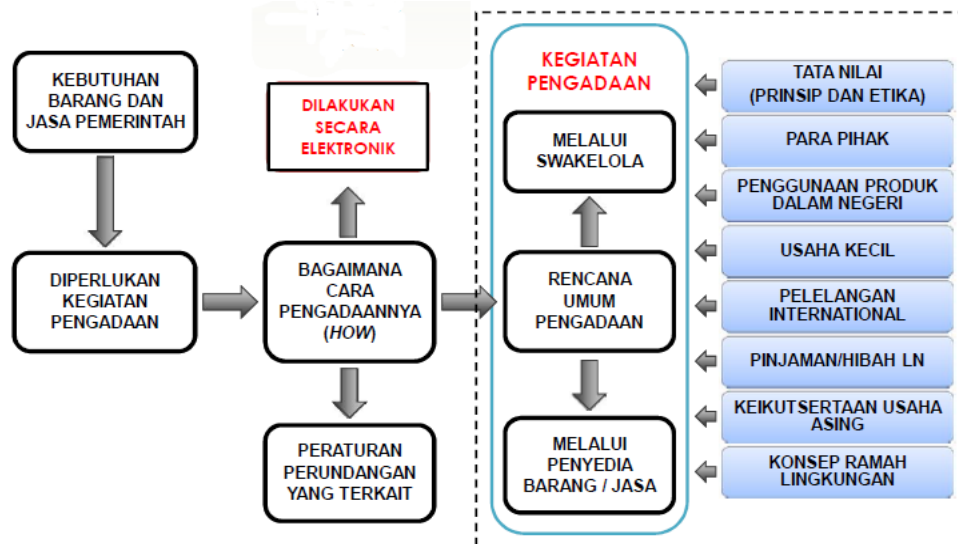 KEBUTUHAN
BARANG DAN
JASA PEMERINTAH
DIPERLUKAN
KEGIATAN
PENGADAAN
DILAKUKAN
SECARA
ELEKTRONIK
BAGAIMANA
CARA
PENGADAANNYA
(HOW)
PERATURAN
PERUNDANGAN
YANG TERKAIT
KEGIATAN
PENGADAAN
MELALUI
SWAKELOLA
RENCANA
UMUM
PENGADAAN
MELALUI
PENYEDIA
BARANG / JASA
TATA NILAI
(PRINSIP DAN ETIKA)
PARA PIHAK
PENGGUNAAN PRODUK
DALAM NEGERI
USAHA KECIL
PELELANGAN
INTERNATIONAL
PINJAMAN/HIBAH LN
KEIKUTSERTAAN USAHA
ASING
KONSEP RAMAH
LINGKUNGAN